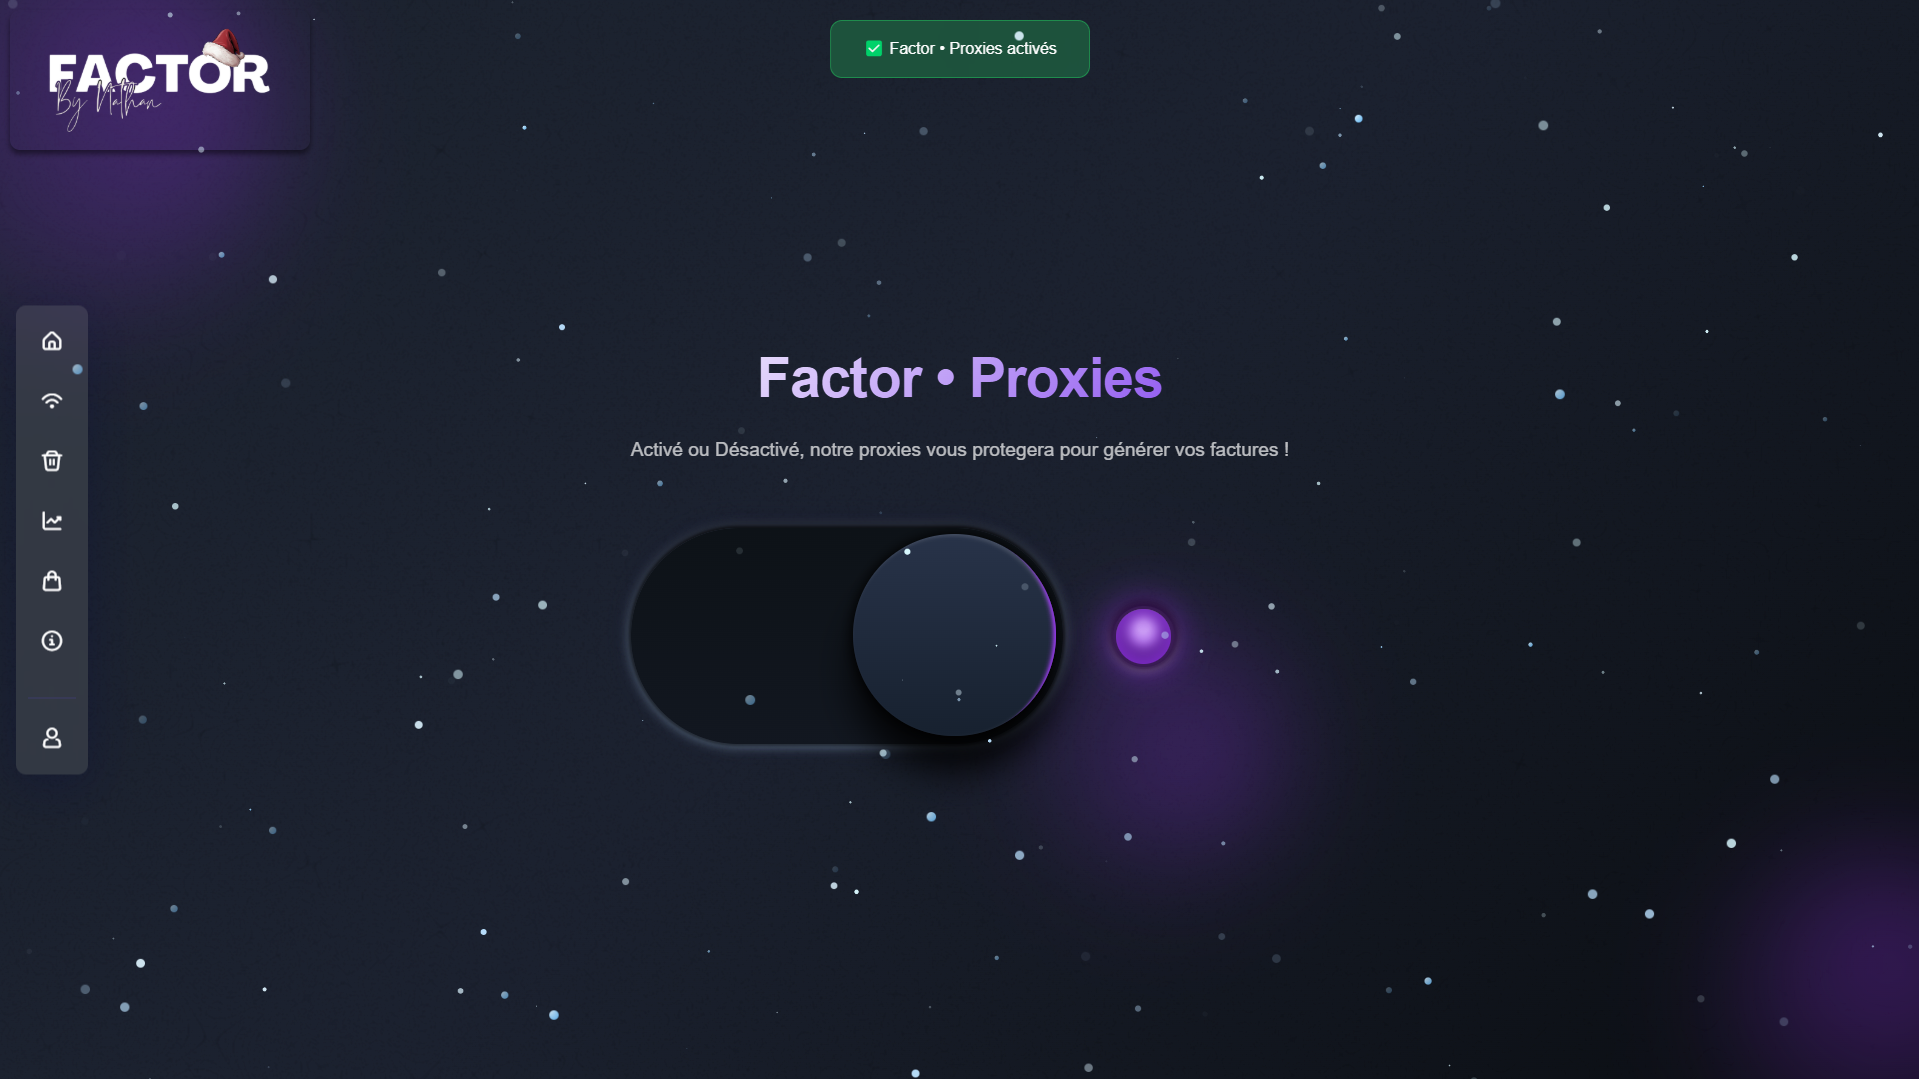 FACTOR
By Nathan
✅ Factor • Proxies activés
Factor • Proxies
Activé ou Désactivé, notre proxies vous protegera pour générer vos factures !